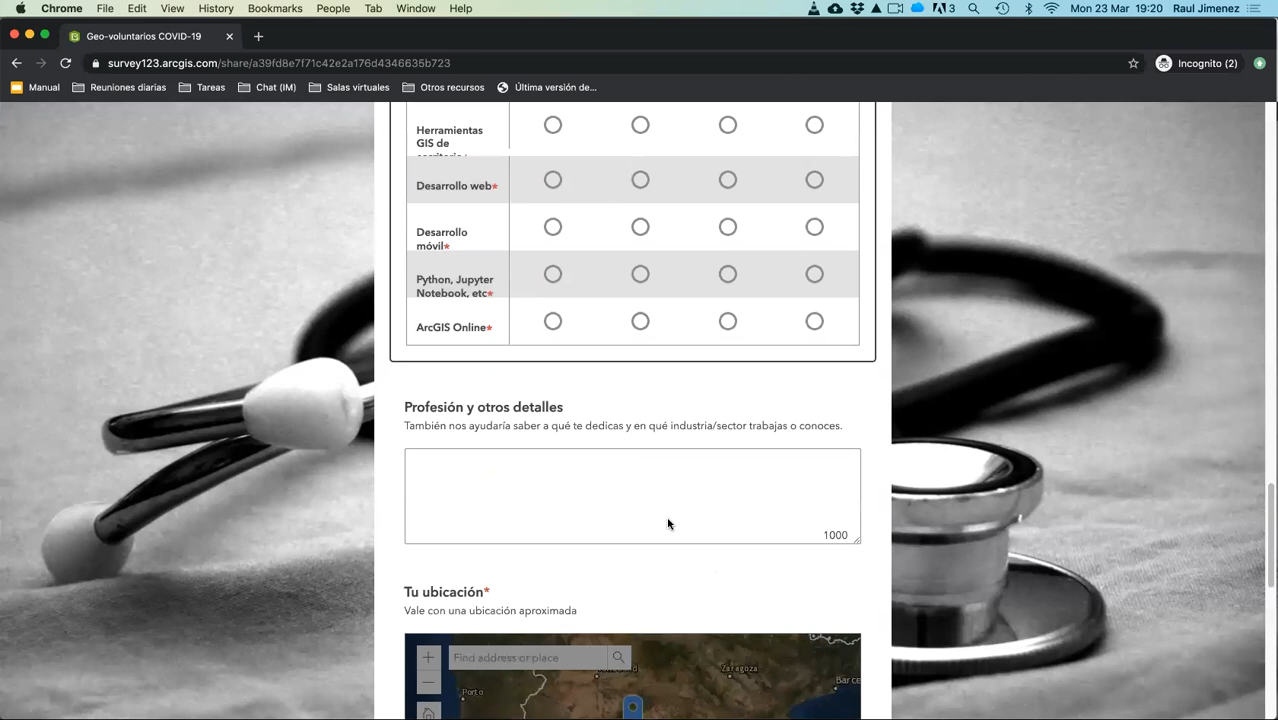 Chrome File Edit View History Bookmarks People Tab Window Help 3 Mon 23 Mar 19:20 Raul Jimenez
Geo-voluntarios COVID-19
survey123.arcgis.com/share/a39fd8e7f71c42e2a176d4346635b723 Incognito (2)
Manual Reuniones diarias Tareas Chat (IM) Salas virtuales Otros recursos Última versión de...
Herramientas
GIS de
Desarrollo web*
Desarrollo
móvil*
Python, Jupyter
Notebook, etc*
ArcGIS Online*
Profesión y otros detalles
También nos ayudaría saber a qué te dedicas y en qué industria/sector trabajas o conoces.
1000
Tu ubicación*
Vale con una ubicación aproximada
Find address or place
Zaragoza
Porto
Barce